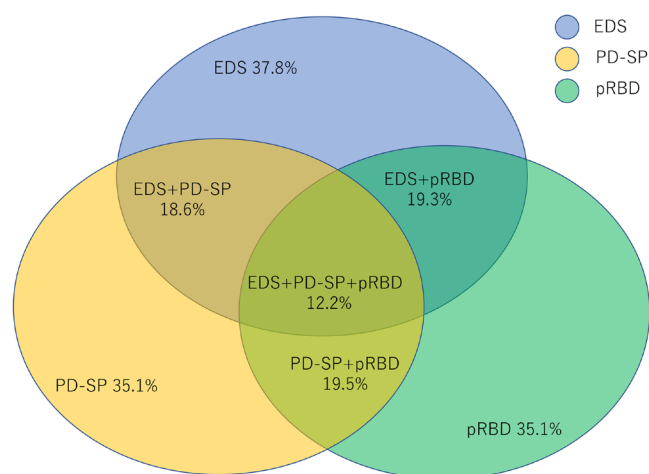 EDS
PD-SP
pRBD
EDS 37.8%
EDS+PD-SP
18.6%
EDS+pRBD
19.3%
EDS+PD-SP+pRBD
12.2%
PD-SP+pRBD
19.5%
PD-SP 35.1%
pRBD 35.1%